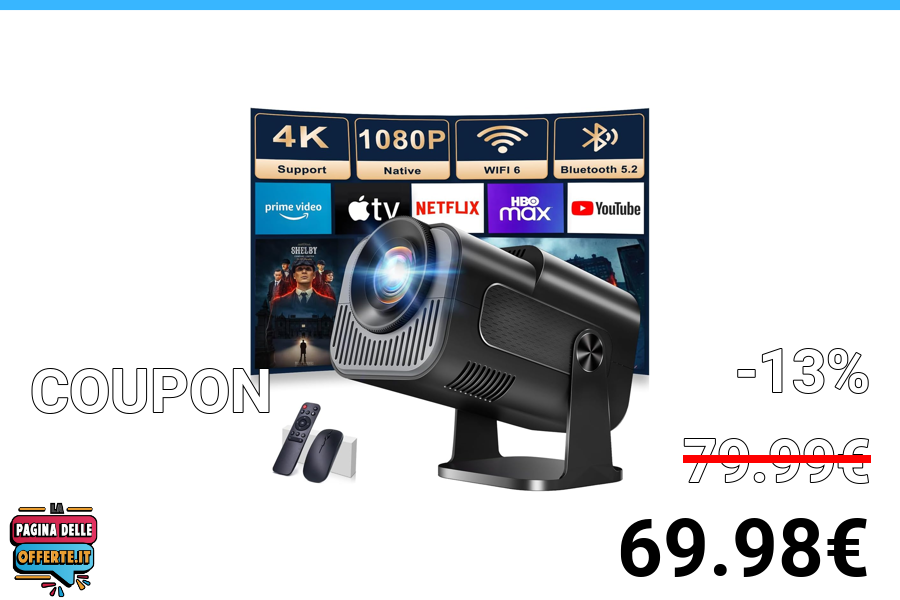 4K
Support
1080P
Native
WIFI 6
Bluetooth 5.2
prime video
tv
NETFLIX
HBO
max
YouTube
SHELBY
COUPON
-13%
79.99€
69.98€
LA
PAGINA DELLE
OFFERTE.IT